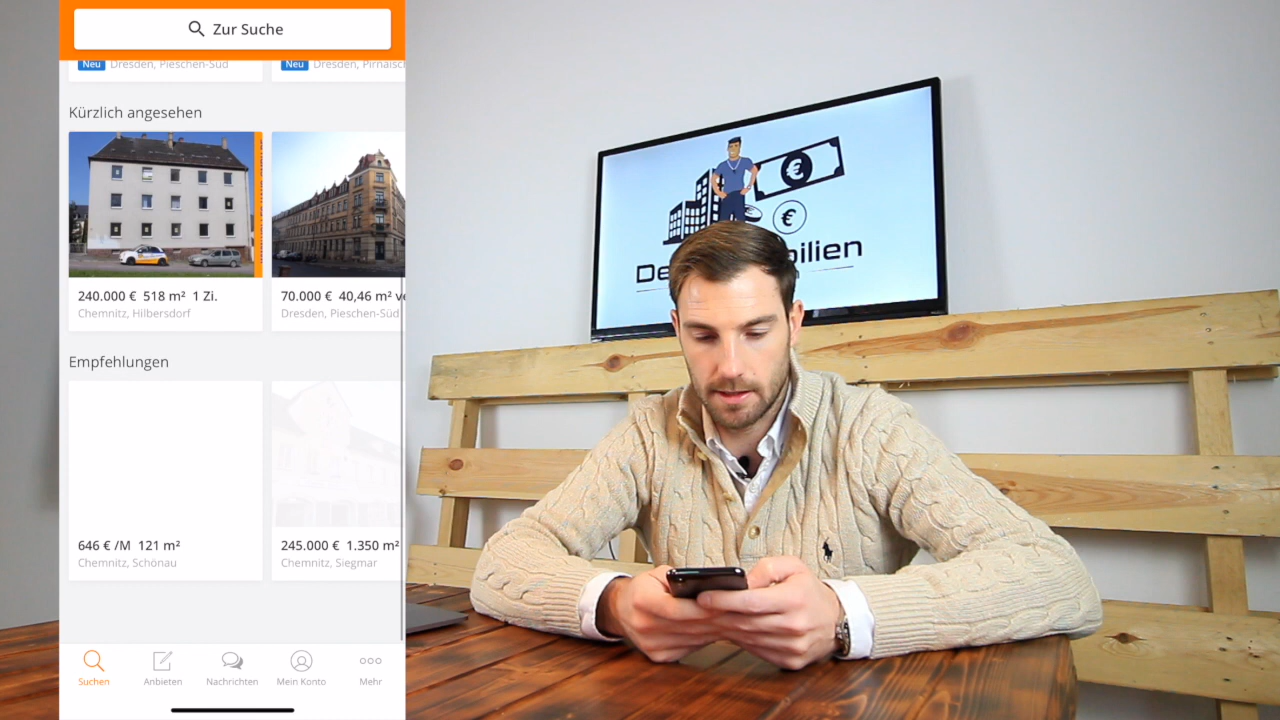 Zur Suche
Neu Dresden, Pieschen-Süd
Neu Dresden, Pirnaisch
Kürzlich angesehen
240.000 € 518 m² 1 Zi.
Chemnitz, Hilbersdorf
70.000 € 40,46 m² ve
Dresden, Pieschen-Süd
Empfehlungen
646 € /M 121 m²
Chemnitz, Schönau
245.000 € 1.350 m²
Chemnitz, Siegmar
Suchen
Anbieten
Nachrichten
Mein Konto
Mehr
€
€
De bilien